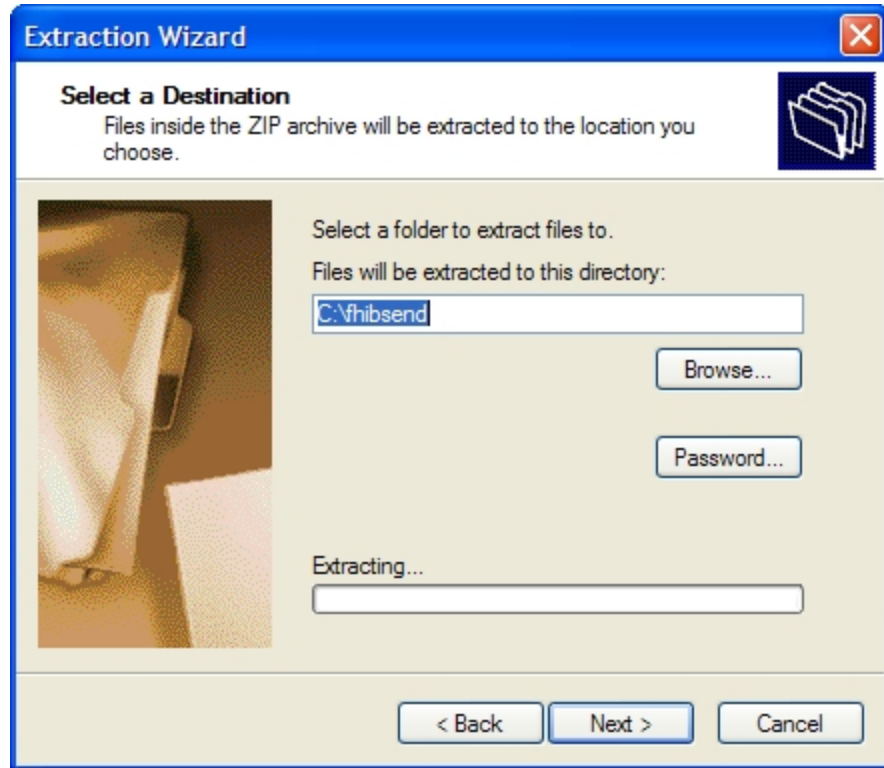 Extraction Wizard
Select a Destination
Files inside the ZIP archive will be extracted to the location you
choose.
Select a folder to extract files to.
Files will be extracted to this directory:
C:\fhibsend
Browse...
Password...
Extracting...
< Back
Next >
Cancel